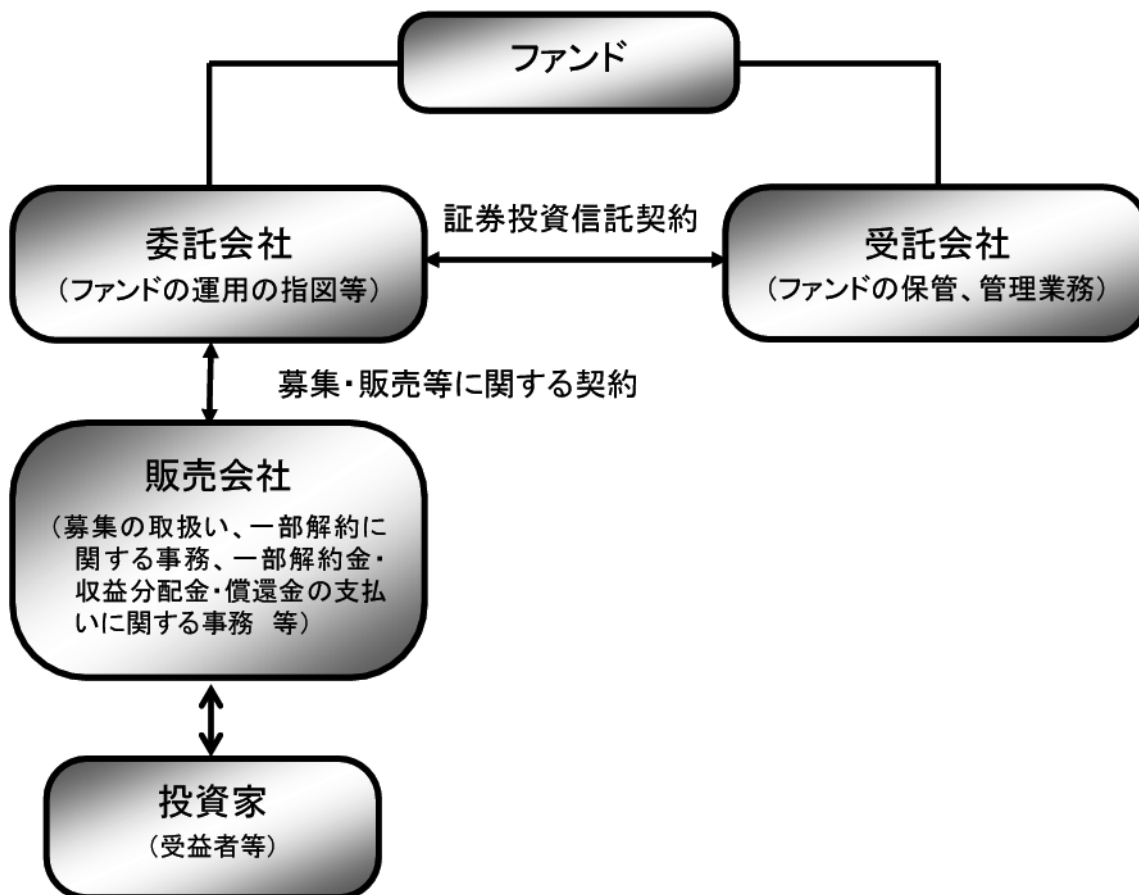 ファンド
委託会社
（ファンドの運用の指図等）
証券投資信託契約
受託会社
（ファンドの保管、管理業務）
募集・販売等に関する契約
販売会社
（募集の取扱い、一部解約に
関する事務、一部解約金・
収益分配金・償還金の支払
いに関する事務　等）
投資家
（受益者等）